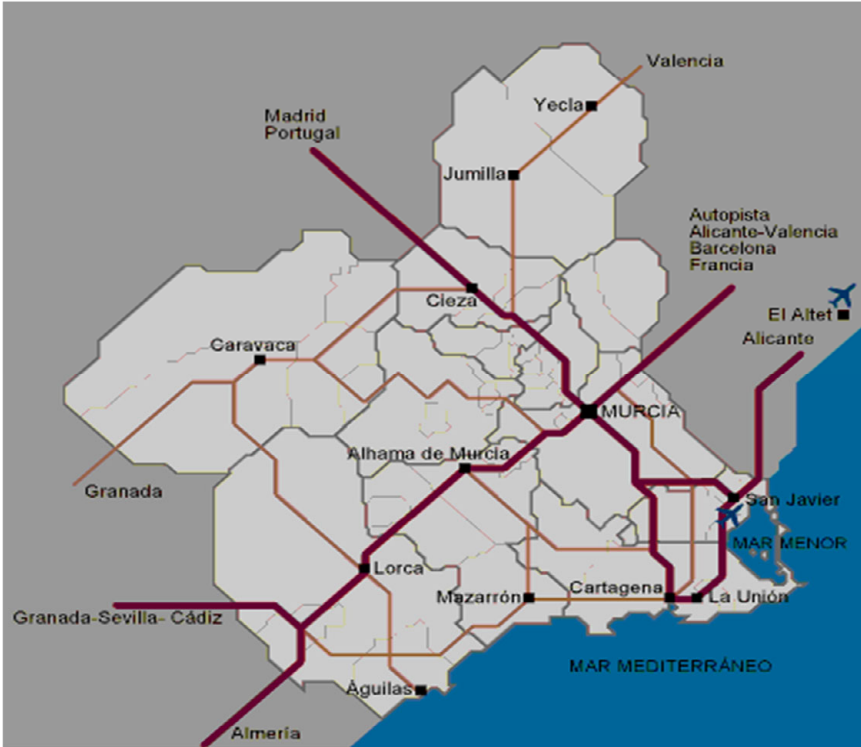 Valencia
Yecla
Madrid
Portugal
Jumilla
Autopista
Alicante-Valencia
Barcelona
Francia
Cieza
El Altet
Caravaca
Alicante
MURCIA
Alhama de Murcia
Granada
San Javier
MAR MENOR
Lorca
Mazarrón
Cartagena
La Unión
Granada-Sevilla- Cádiz
MAR MEDITERRÁNEO
Águilas
Almería